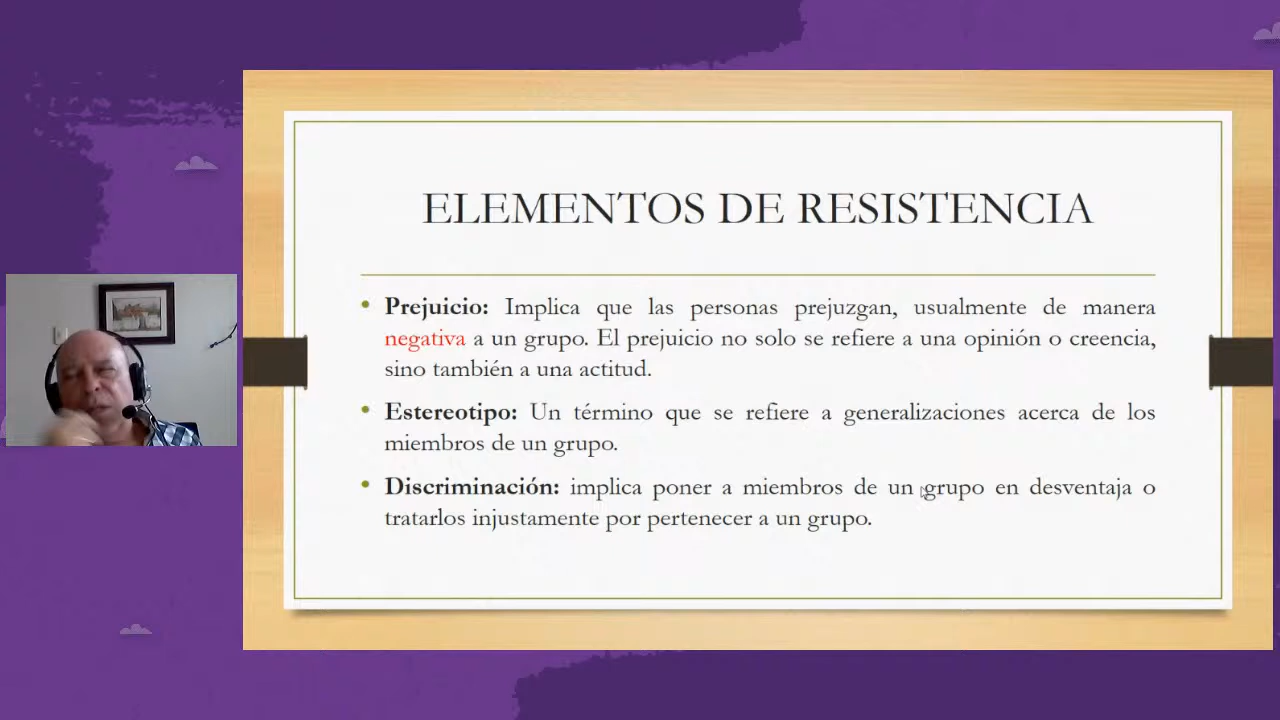 ELEMENTOS DE RESISTENCIA
• Prejuicio: Implica que las personas prejuzgan, usualmente de manera
negativa a un grupo. El prejuicio no solo se refiere a una opinión o creencia,
sino también a una actitud.
• Estereotipo: Un término que se refiere a generalizaciones acerca de los
miembros de un grupo.
• Discriminación: implica poner a miembros de un grupo en desventaja o
tratarlos injustamente por pertenecer a un grupo.